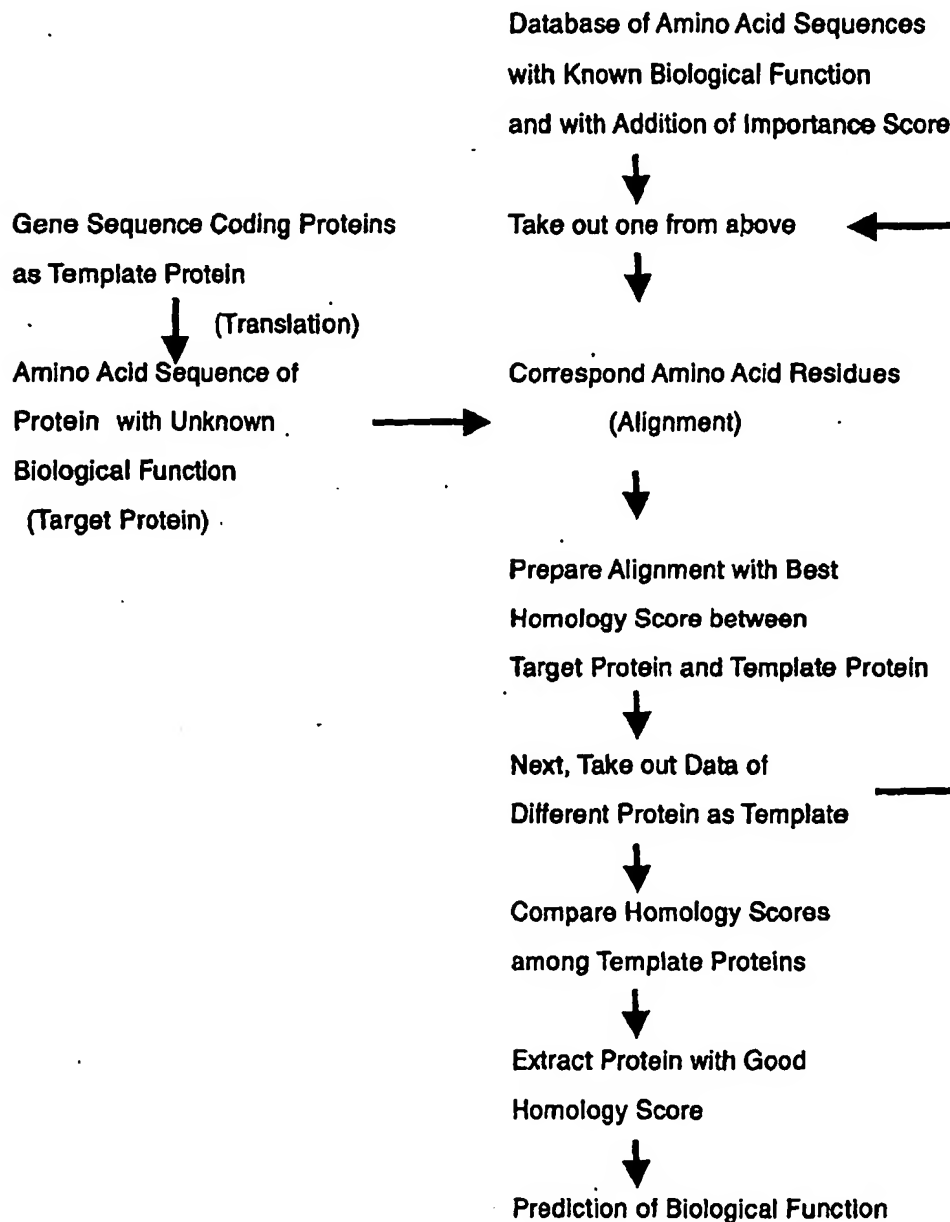 Database of Amino Acid Sequences
with Known Biological Function
and with Addition of Importance Score
Take out one from above
Gene Sequence Coding Proteins
as Template Protein
(Translation)
Amino Acid Sequence of
Protein with Unknown
Biological Function
(Target Protein)
Correspond Amino Acid Residues
(Alignment)
Prepare Alignment with Best
Homology Score between
Target Protein and Template Protein
Next, Take out Data of
Different Protein as Template
Compare Homology Scores
among Template Proteins
Extract Protein with Good
Homology Score
Prediction of Biological Function